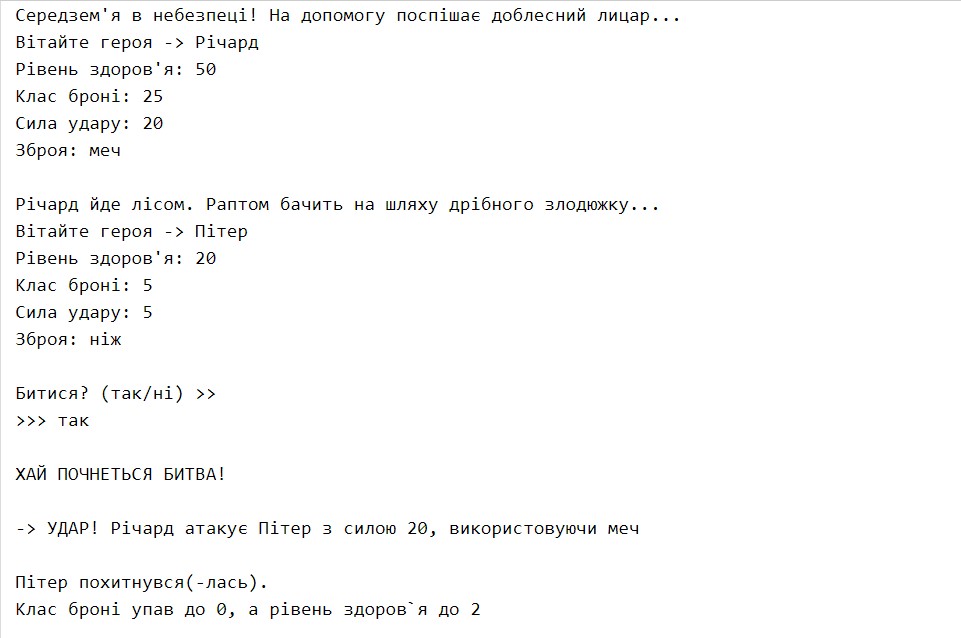 Середзем'я в небезпеці! На допомогу поспішає доблесний лицар...
Вітайте героя -> Річард
Рівень здоров'я: 50
Клас броні: 25
Сила удару: 20
Зброя: меч
Річард йде лісом. Раптом бачить на шляху дрібного злодюжку...
Вітайте героя -> Пітер
Рівень здоров'я: 20
Клас броні: 5
Сила удару: 5
Зброя: ніж
Битися? (так/ні) >>
>>> так
ХАЙ ПОЧНЕТЬСЯ БИТВА!
-> УДАР! Річард атакує Пітер з силою 20, використовуючи меч
Пітер похитнувся(-лась).
Клас броні упав до 0, а рівень здоров`я до 2